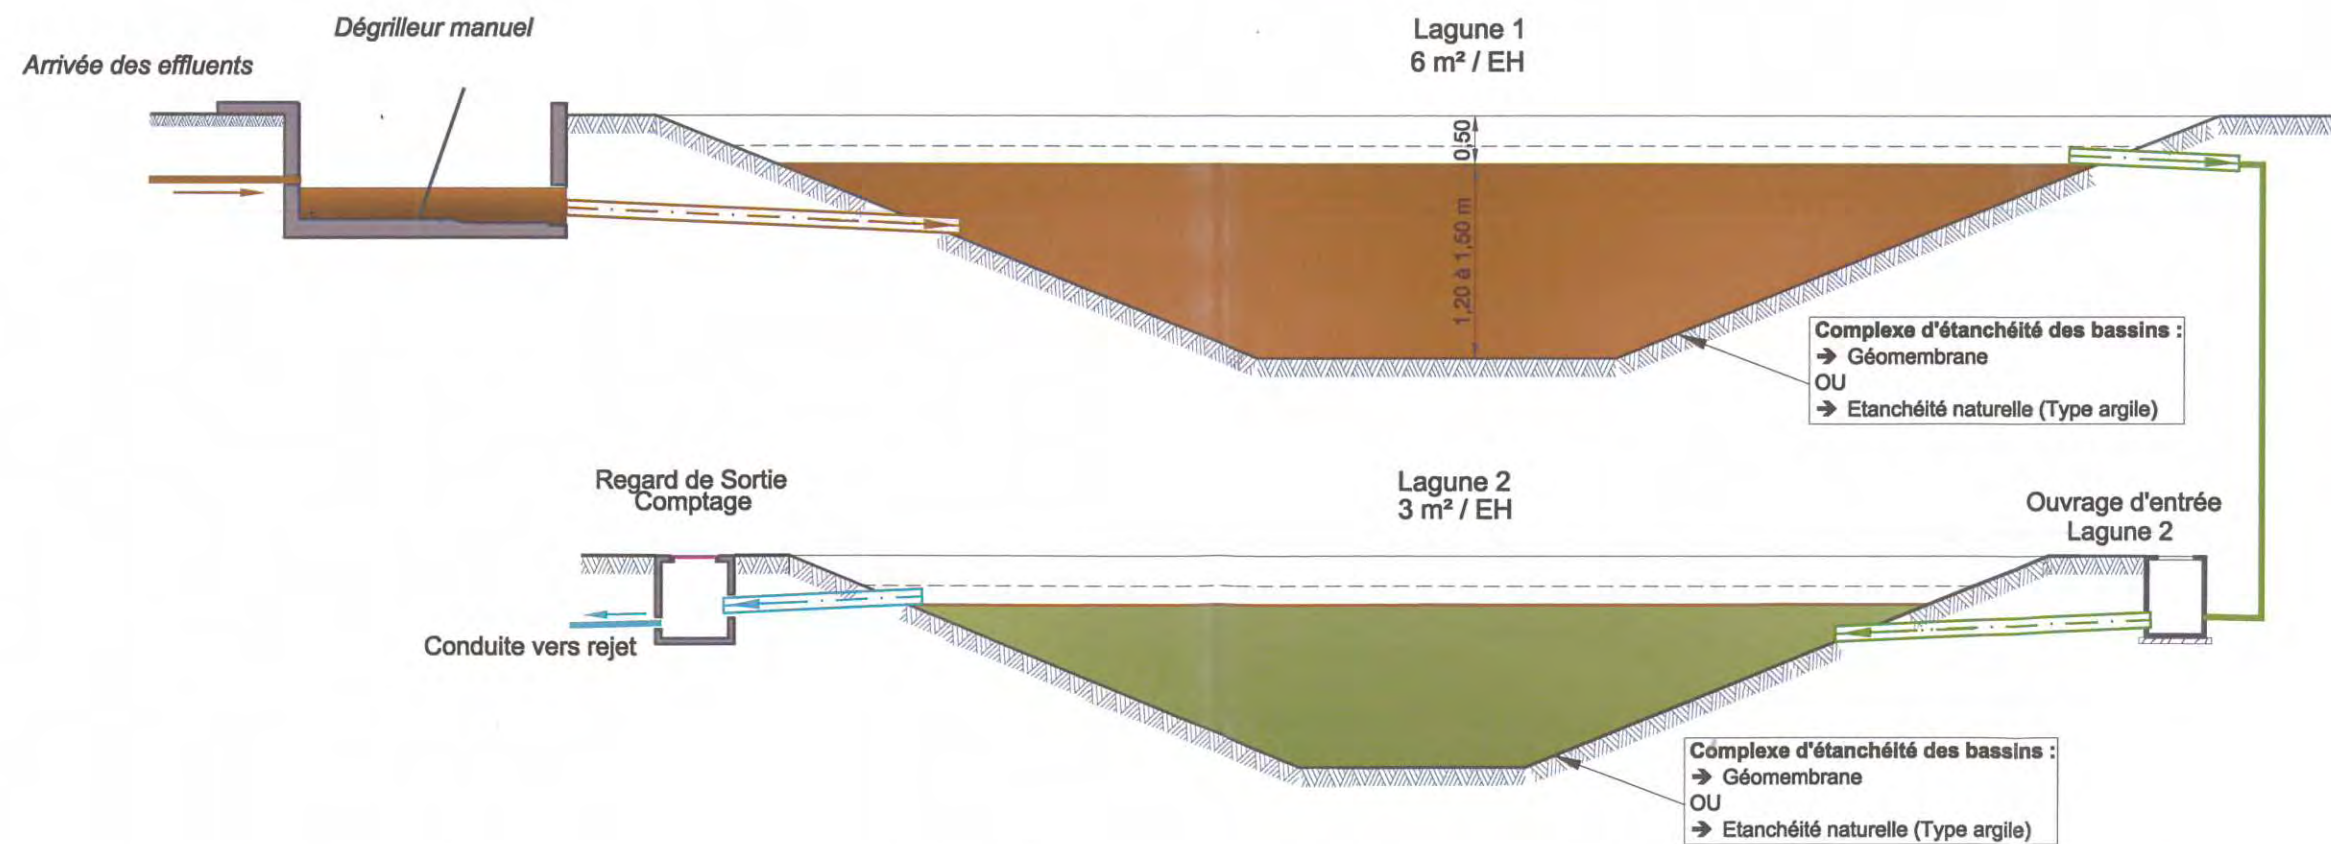 Dégrilleur manuel
Arrivée des effluents
Lagune 1
6 m² / EH
0,50
1,20 à 1,50 m
Complexe d'étanchéité des bassins :
➔ Géomembrane
OU
➔ Etanchéité naturelle (Type argile)
Regard de Sortie
Comptage
Lagune 2
3 m² / EH
Ouvrage d'entrée
Lagune 2
Conduite vers rejet
Complexe d'étanchéité des bassins :
➔ Géomembrane
OU
➔ Etanchéité naturelle (Type argile)